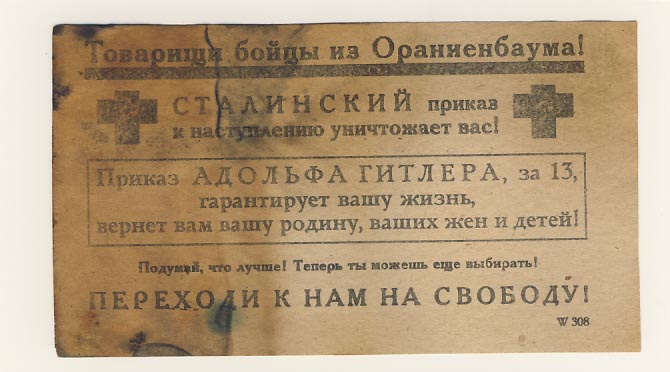 Товарищи бойцы из Ораниенбаума!
СТАЛИНСКИЙ приказ
к наступлению уничтожает вас!
Приказ АДОЛЬФА ГИТЛЕРА, за 13,
гарантирует вашу жизнь,
вернет вам вашу родину, ваших жен и детей!
Подумай, что лучше! Теперь ты можешь еще выбирать!
ПЕРЕХОДИ К НАМ НА СВОБОДУ!
W 308